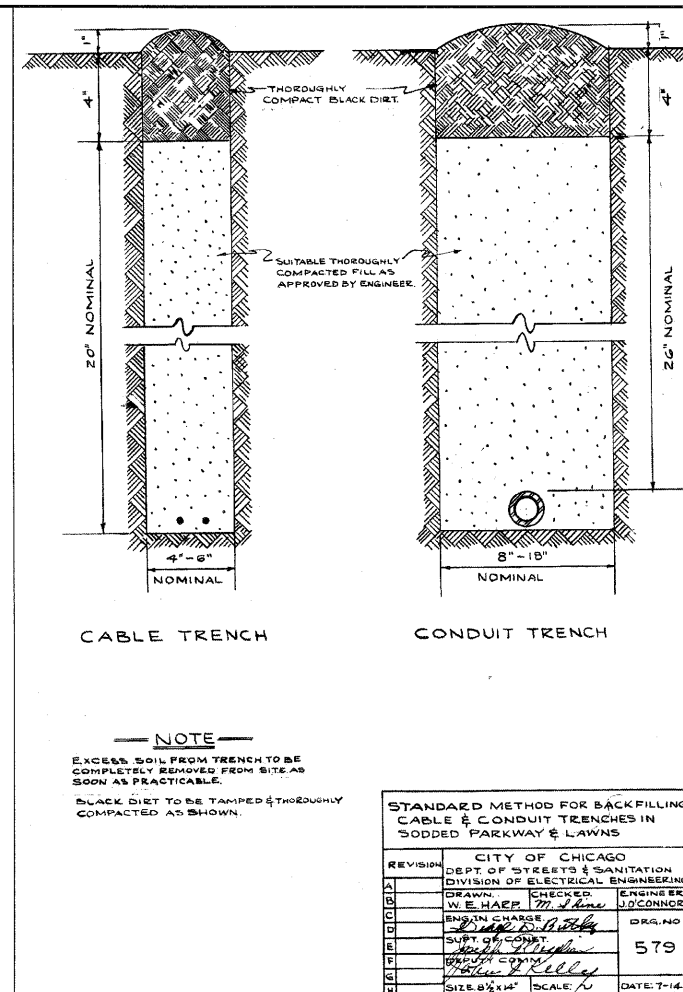 1"
4"
THOROUGHLY
COMPACT BLACK DIRT.
1"
4"
20" NOMINAL
SUITABLE THOROUGHLY
COMPACTED FILL AS
APPROVED BY ENGINEER.
26" NOMINAL
4"-6"
NOMINAL
8"-18"
NOMINAL
CABLE TRENCH
CONDUIT TRENCH
NOTE
EXCESS SOIL FROM TRENCH TO BE
COMPLETELY REMOVED FROM SITE AS
SOON AS PRACTICABLE.
BLACK DIRT TO BE TAMPED & THOROUGHLY
COMPACTED AS SHOWN.
STANDARD METHOD FOR BACKFILLING
CABLE & CONDUIT TRENCHES IN
SODDED PARKWAY & LAWNS
REVISION
CITY OF CHICAGO
DEPT. OF STREETS & SANITATION
DIVISION OF ELECTRICAL ENGINEERING
A
B
C
D
E
F
G
H
DRAWN.
W. E. HARP.
CHECKED.
ENGINEER
J. O'CONNOR
ENG. IN CHARGE.
DRG. NO
579
SUPT. OF CONST.
DEPUTY COMM.
SIZE 8½x14"
SCALE:
DATE: 7-14